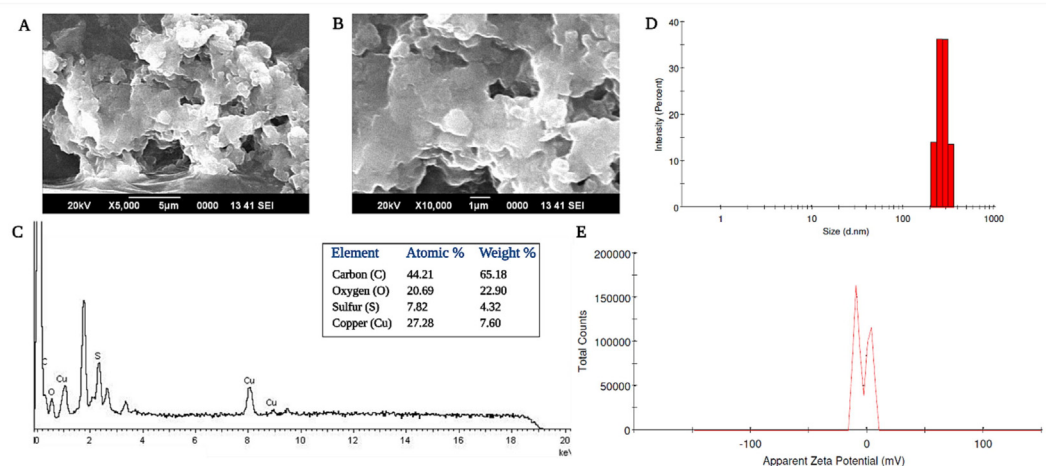 A
20kV X5,000 5µm 0000 13 41 SEI
B
20kV X10,000 1µm 0000 13 41 SEI
C
Element Atomic % Weight %
Carbon (C) 44.21 65.18
Oxygen (O) 20.69 22.90
Sulfur (S) 7.82 4.32
Copper (Cu) 27.28 7.60
C
O
Cu
S
Cu
Cu
0 2 4 6 8 10 12 14 16 18 20
keV
D
Intensity (Percent)
40
30
20
10
0
1 10 100 1000
Size (d.nm)
E
Total Counts
200000
150000
100000
50000
0
-100 0 100
Apparent Zeta Potential (mV)